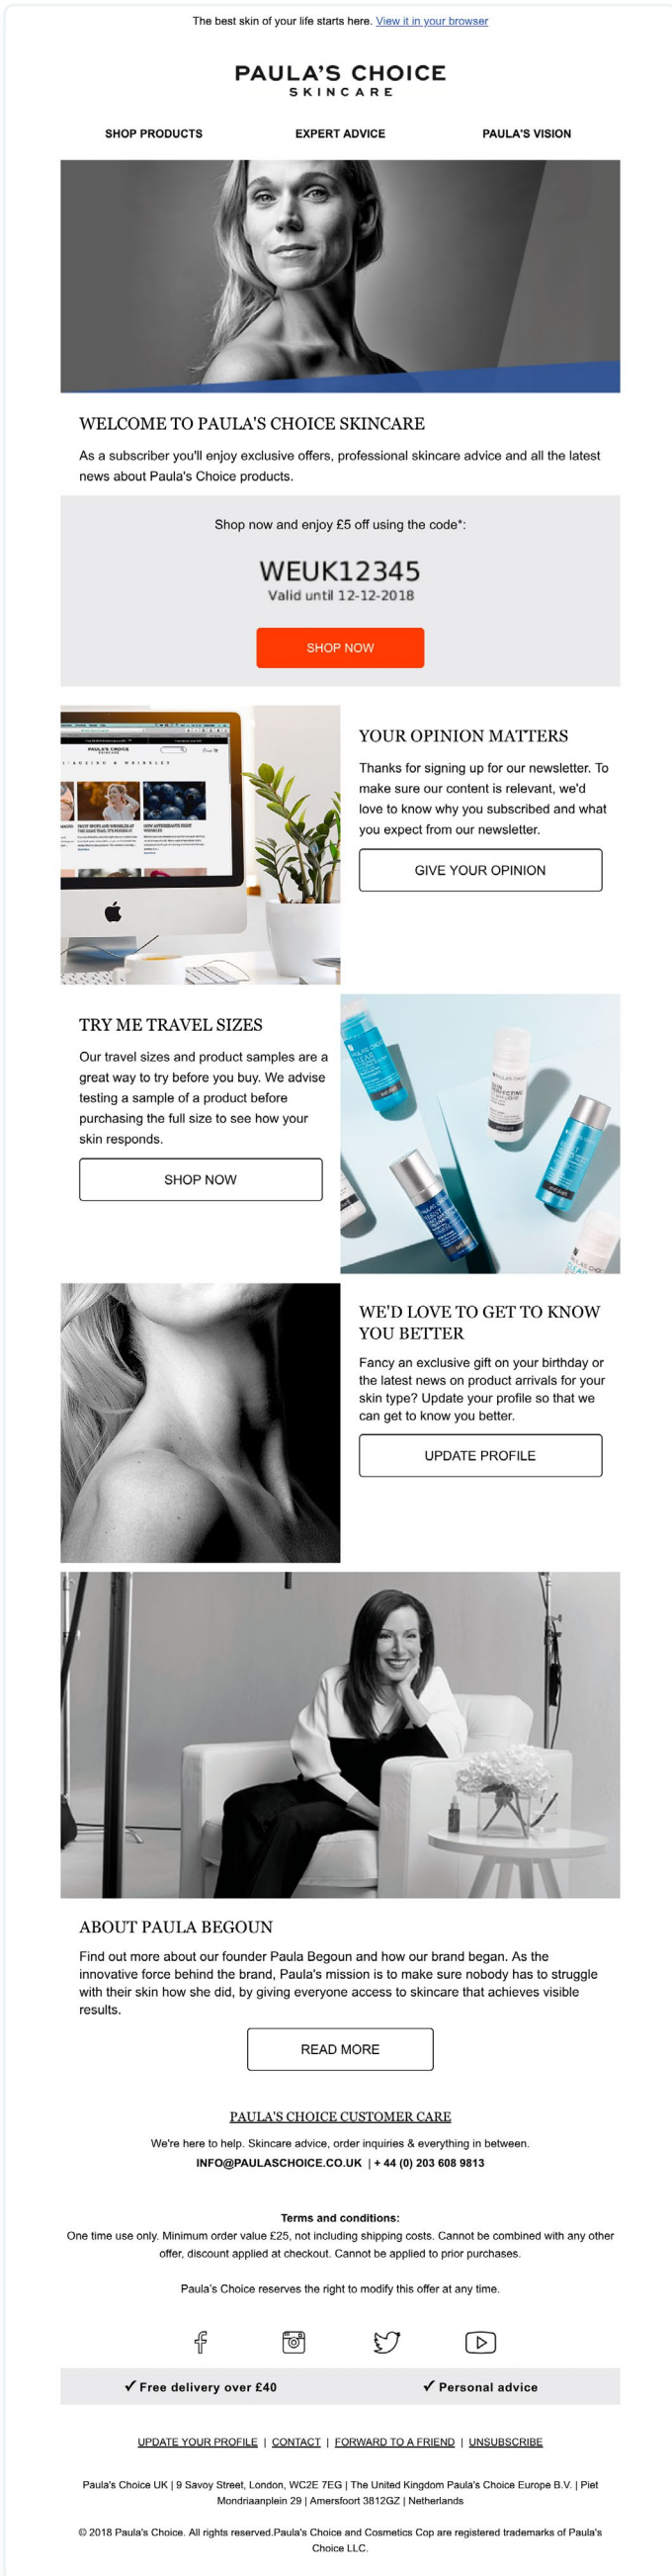 The best skin of your life starts here. View it in your browser
PAULA'S CHOICE
SKINCARE
SHOP PRODUCTS
EXPERT ADVICE
PAULA'S VISION
WELCOME TO PAULA'S CHOICE SKINCARE
As a subscriber you'll enjoy exclusive offers, professional skincare advice and all the latest
news about Paula's Choice products.
Shop now and enjoy £5 off using the code*:
WEUK12345
Valid until 12-12-2018
SHOP NOW
PAULA'S CHOICE
YOUR OPINION MATTERS
Thanks for signing up for our newsletter. To
make sure our content is relevant, we'd
love to know why you subscribed and what
you expect from our newsletter.
GIVE YOUR OPINION
TRY ME TRAVEL SIZES
Our travel sizes and product samples are a
great way to try before you buy. We advise
testing a sample of a product before
purchasing the full size to see how your
skin responds.
SHOP NOW
CLEAR
SKIN
PERFECTING
RESIST
CLEAR
WE'D LOVE TO GET TO KNOW
YOU BETTER
Fancy an exclusive gift on your birthday or
the latest news on product arrivals for your
skin type? Update your profile so that we
can get to know you better.
UPDATE PROFILE
ABOUT PAULA BEGOUN
Find out more about our founder Paula Begoun and how our brand began. As the
innovative force behind the brand, Paula's mission is to make sure nobody has to struggle
with their skin how she did, by giving everyone access to skincare that achieves visible
results.
READ MORE
PAULA'S CHOICE CUSTOMER CARE
We're here to help. Skincare advice, order inquiries & everything in between.
INFO@PAULASCHOICE.CO.UK | + 44 (0) 203 608 9813
Terms and conditions:
One time use only. Minimum order value £25, not including shipping costs. Cannot be combined with any other
offer, discount applied at checkout. Cannot be applied to prior purchases.
Paula's Choice reserves the right to modify this offer at any time.
✓ Free delivery over £40
✓ Personal advice
UPDATE YOUR PROFILE | CONTACT | FORWARD TO A FRIEND | UNSUBSCRIBE
Paula's Choice UK | 9 Savoy Street, London, WC2E 7EG | The United Kingdom Paula's Choice Europe B.V. | Piet
Mondriaanplein 29 | Amersfoort 3812GZ | Netherlands
© 2018 Paula's Choice. All rights reserved.Paula's Choice and Cosmetics Cop are registered trademarks of Paula's
Choice LLC.